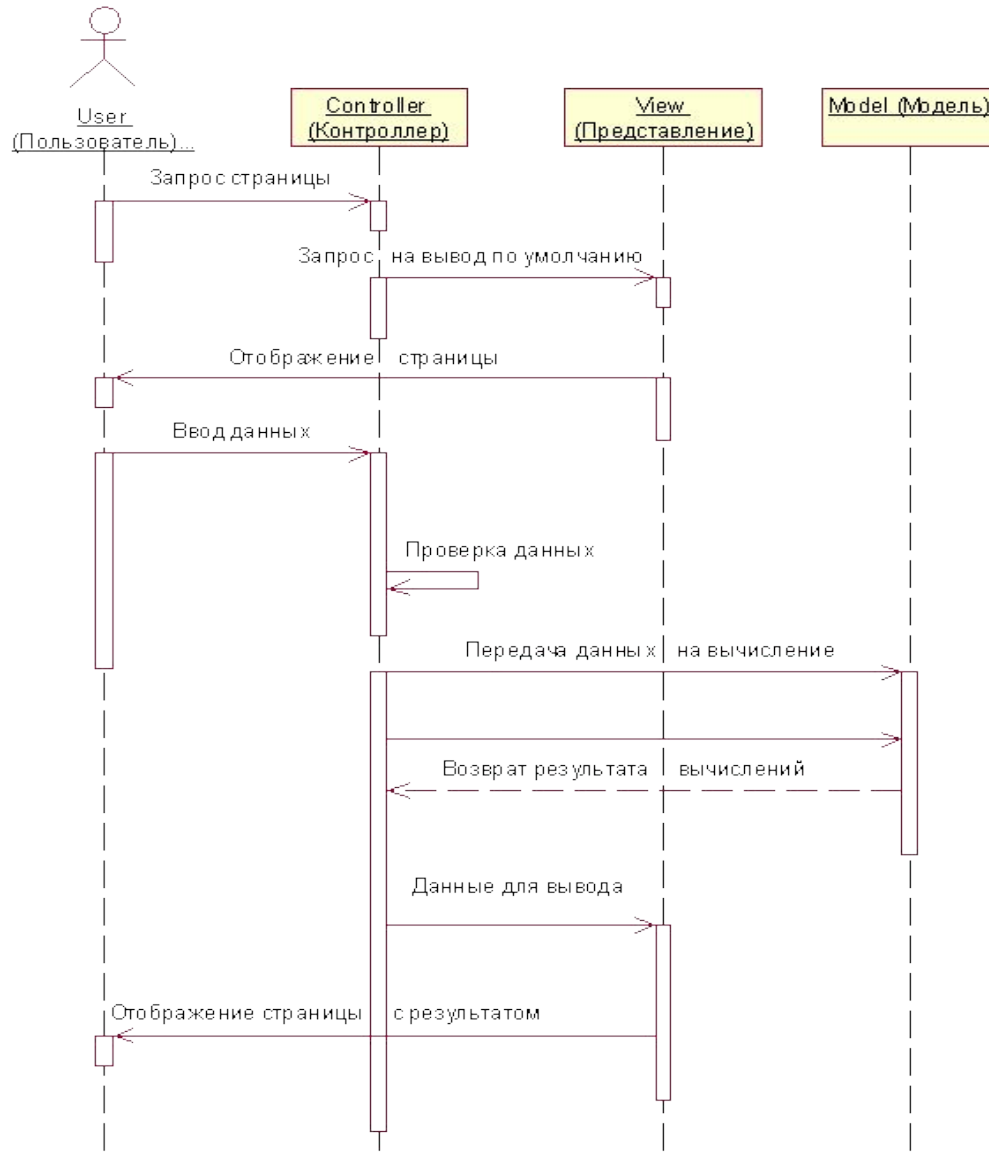 User
(Пользователь)...
Controller
(Контроллер)
View
(Представление)
Model (Модель)
Запрос страницы
Запрос на вывод по умолчанию
Отображение страницы
Ввод данных
Проверка данных
Передача данных на вычисление
Возврат результата вычислений
Данные для вывода
Отображение страницы с результатом